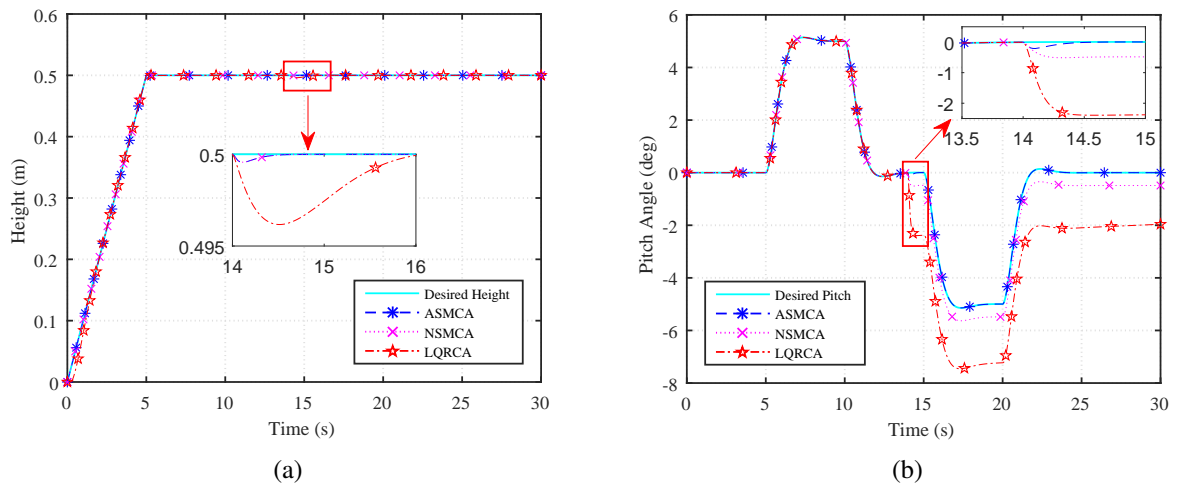 0.6
0.5
0.4
0.3
0.2
0.1
0
Height (m)
0.5
0.495
14 15 16
Desired Height
ASMCA
NSMCA
LQRCA
0 5 10 15 20 25 30
Time (s)
(a)
6
4
2
0
-2
-4
-6
-8
Pitch Angle (deg)
0
-1
-2
13.5 14 14.5 15
Desired Pitch
ASMCA
NSMCA
LQRCA
0 5 10 15 20 25 30
Time (s)
(b)